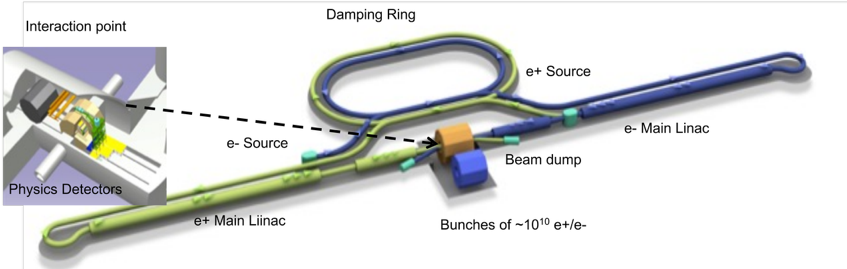 Damping Ring
Interaction point
e+ Source
e- Main Linac
e- Source
Beam dump
Physics Detectors
e+ Main Liinac
Bunches of ~10¹⁰ e+/e-